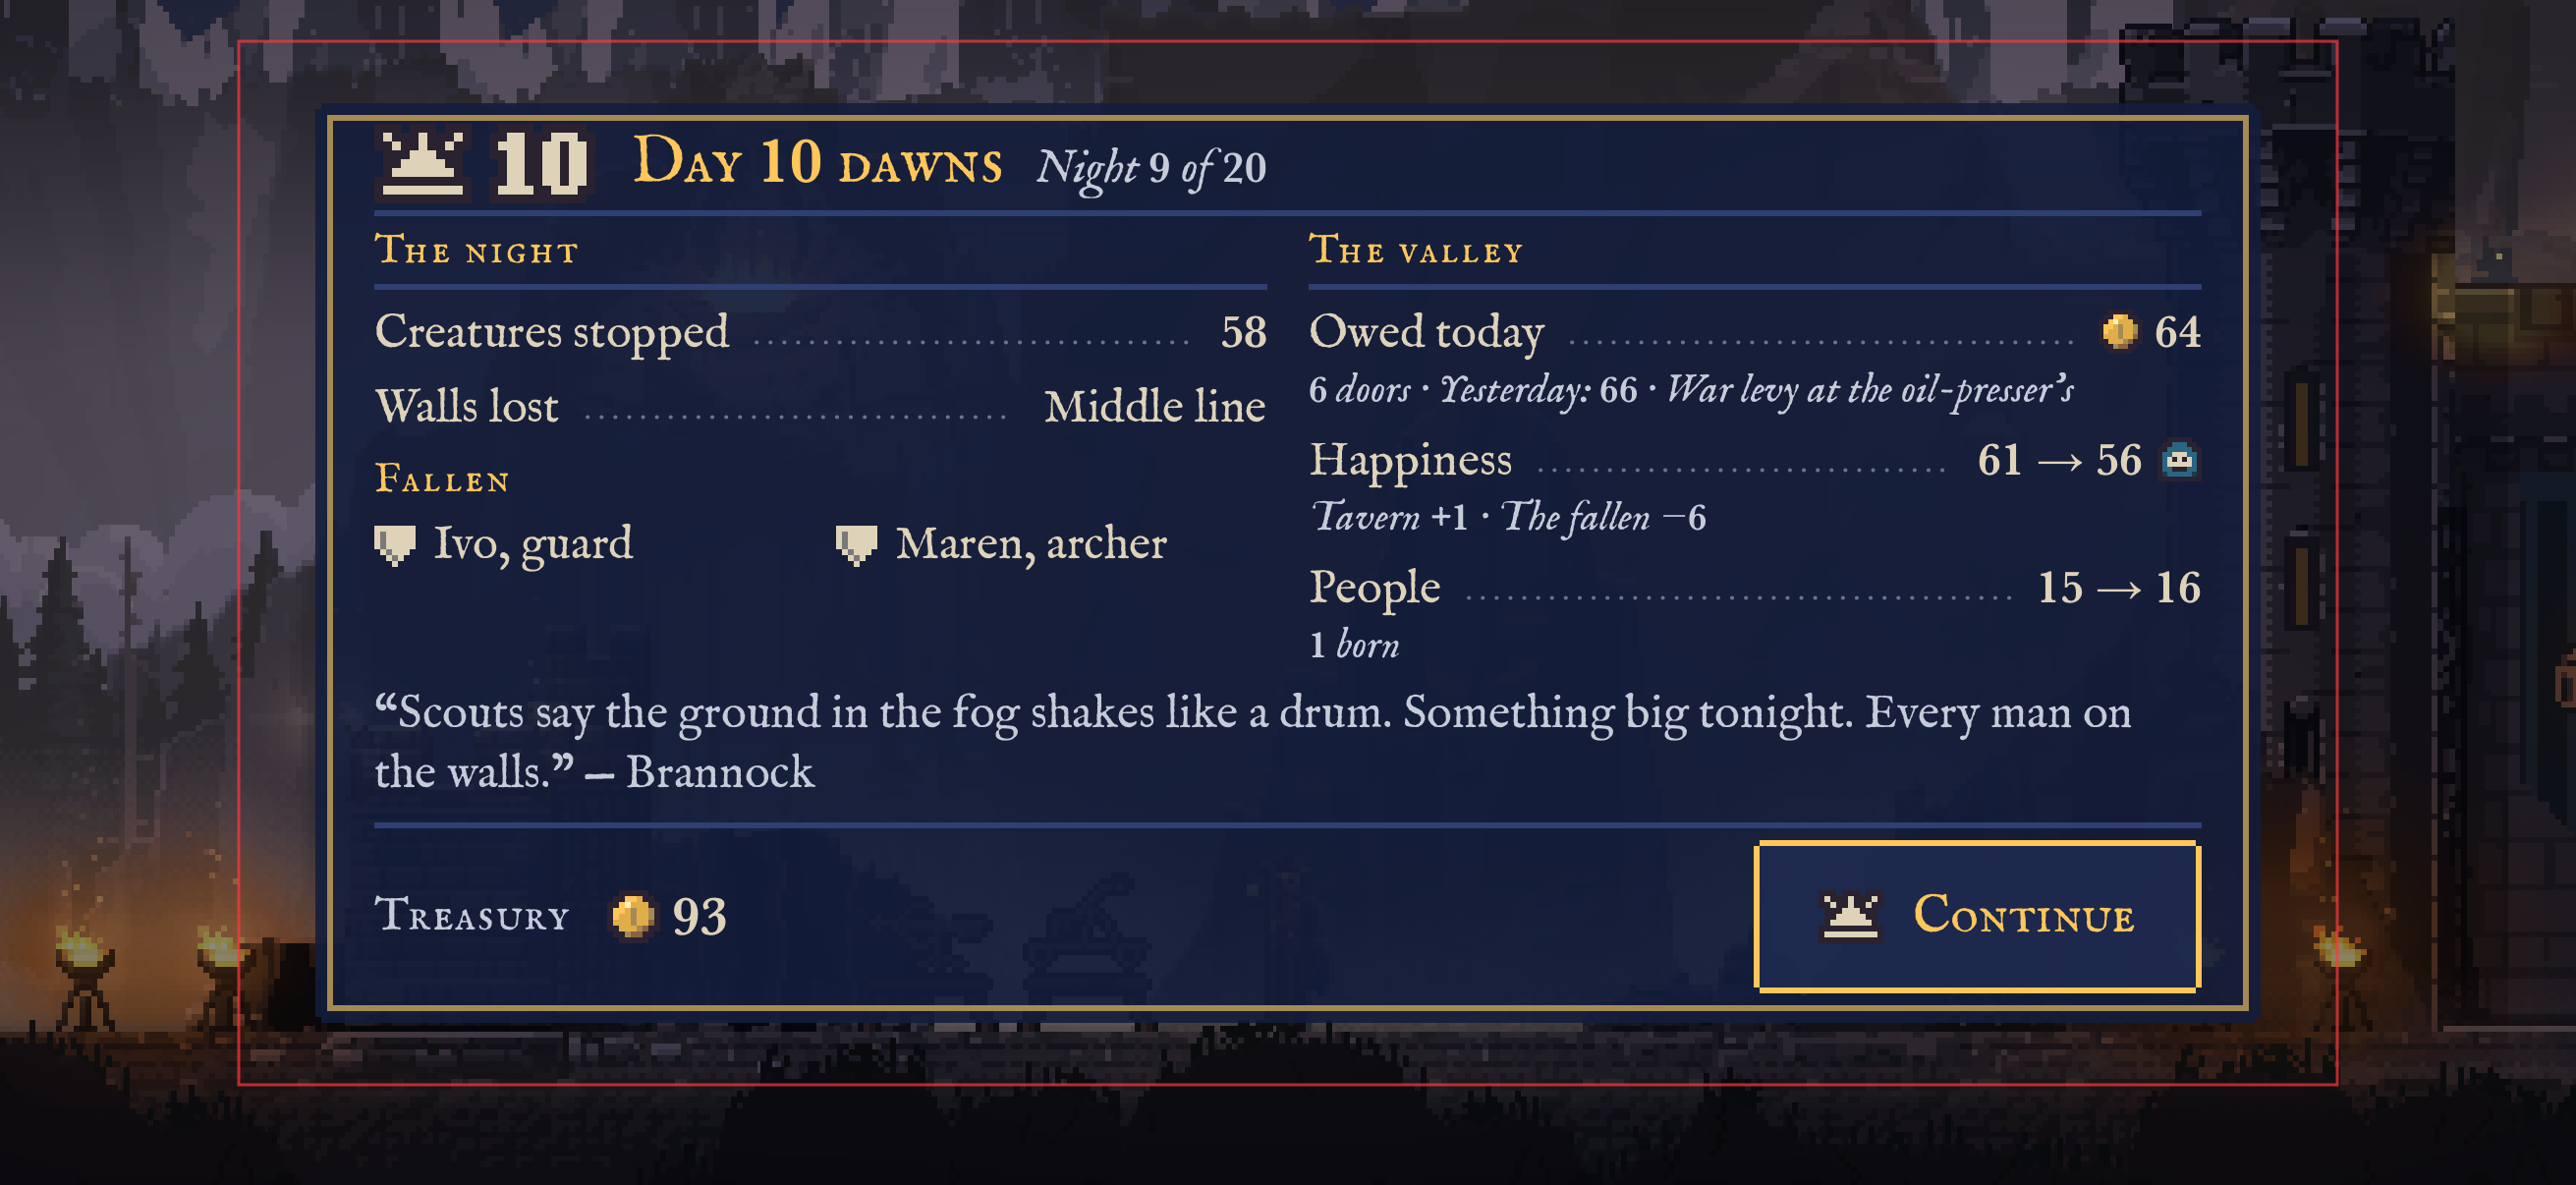 10 Day 10 dawns Night 9 of 20
The night
Creatures stopped 58
Walls lost Middle line
Fallen
Ivo, guard Maren, archer
The valley
Owed today 64
6 doors · Yesterday: 66 · War levy at the oil-presser’s
Happiness 61 → 56
Tavern +1 · The fallen −6
People 15 → 16
1 born
“Scouts say the ground in the fog shakes like a drum. Something big tonight. Every man on
the walls.” — Brannock
Treasury 93
Continue